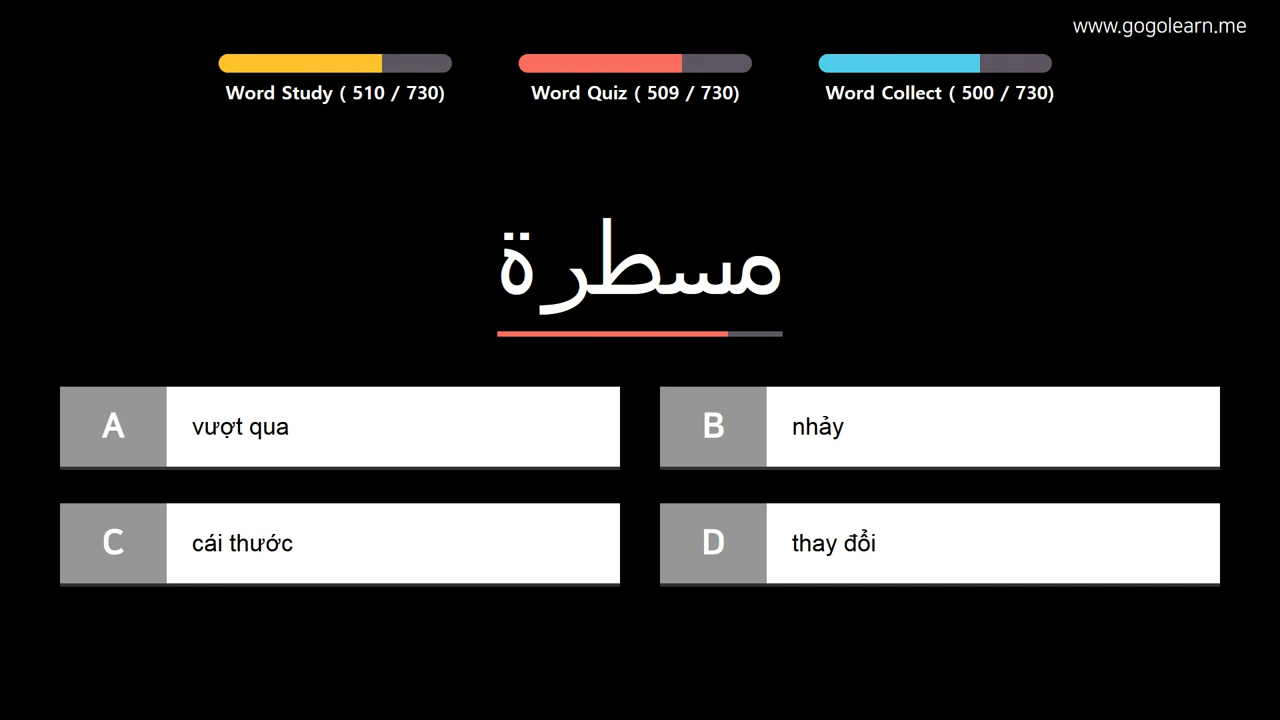 www.gogolearn.me
Word Study ( 510 / 730)
Word Quiz ( 509 / 730)
Word Collect ( 500 / 730)
مسطرة
A
vượt qua
B
nhảy
C
cái thước
D
thay đổi